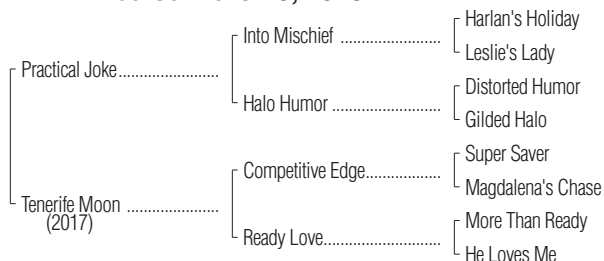 Harlan's Holiday
Into Mischief
Leslie's Lady
Practical Joke
Distorted Humor
Halo Humor
Gilded Halo
Super Saver
Competitive Edge
Magdalena's Chase
Tenerife Moon
(2017)
More Than Ready
Ready Love
He Loves Me